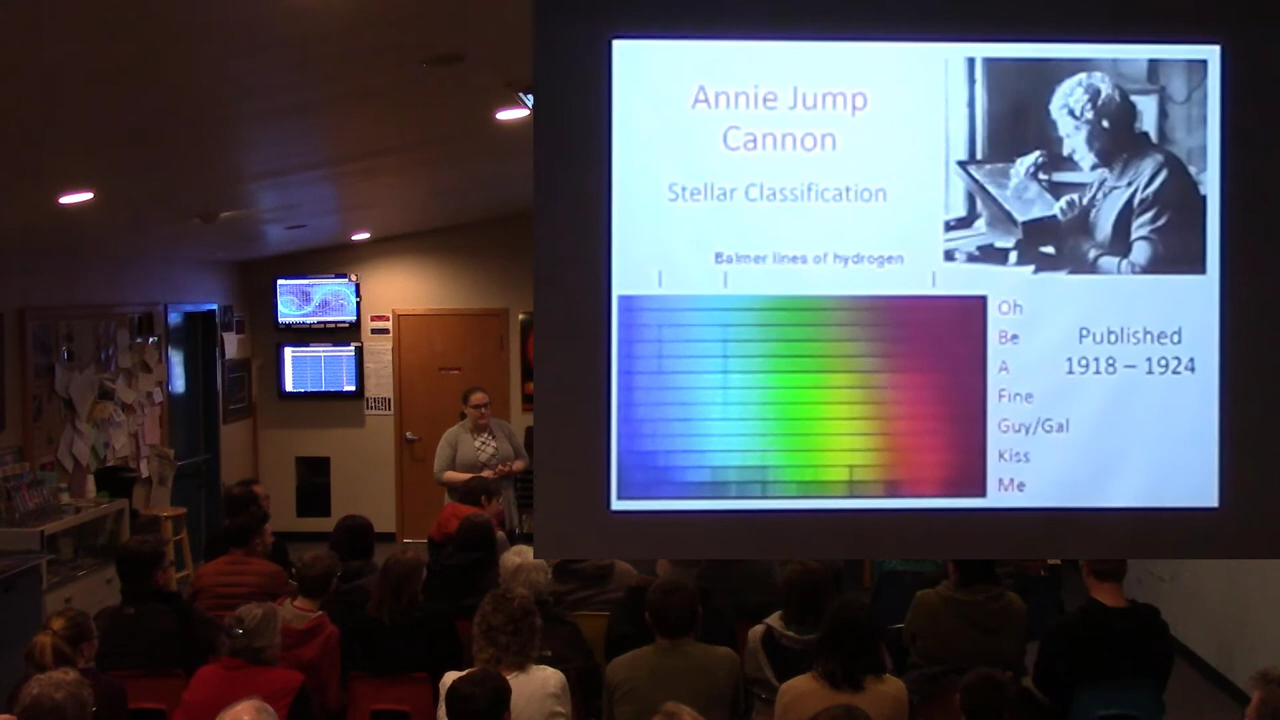 Annie Jump
Cannon
Stellar Classification
Balmer lines of hydrogen
Oh
Be
A
Fine
Guy/Gal
Kiss
Me
Published
1918 – 1924